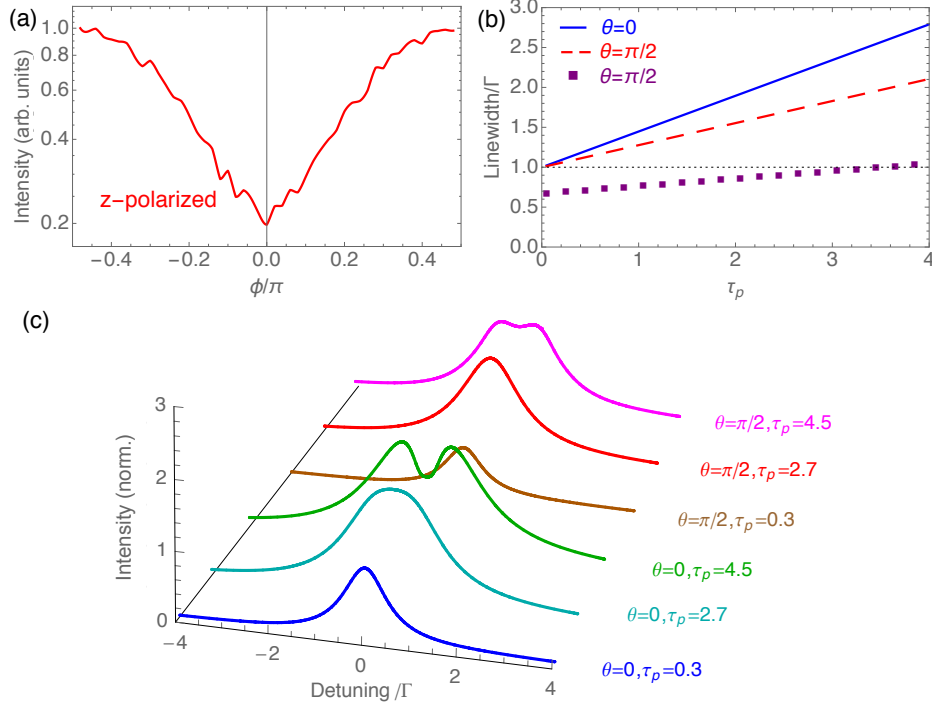 (a)
Intensity (arb. units)
1.0
0.8
0.6
0.4
0.2
z-polarized
−0.4
−0.2
0.0
0.2
0.4
ϕ/π
(b)
Linewidth/Γ
3.0
2.5
2.0
1.5
1.0
0.5
0.0
θ=0
θ=π/2
θ=π/2
0
1
2
3
4
τp
(c)
Intensity (norm.)
3
2
1
0
−4
−2
0
2
4
Detuning /Γ
θ=π/2,τp=4.5
θ=π/2,τp=2.7
θ=π/2,τp=0.3
θ=0,τp=4.5
θ=0,τp=2.7
θ=0,τp=0.3